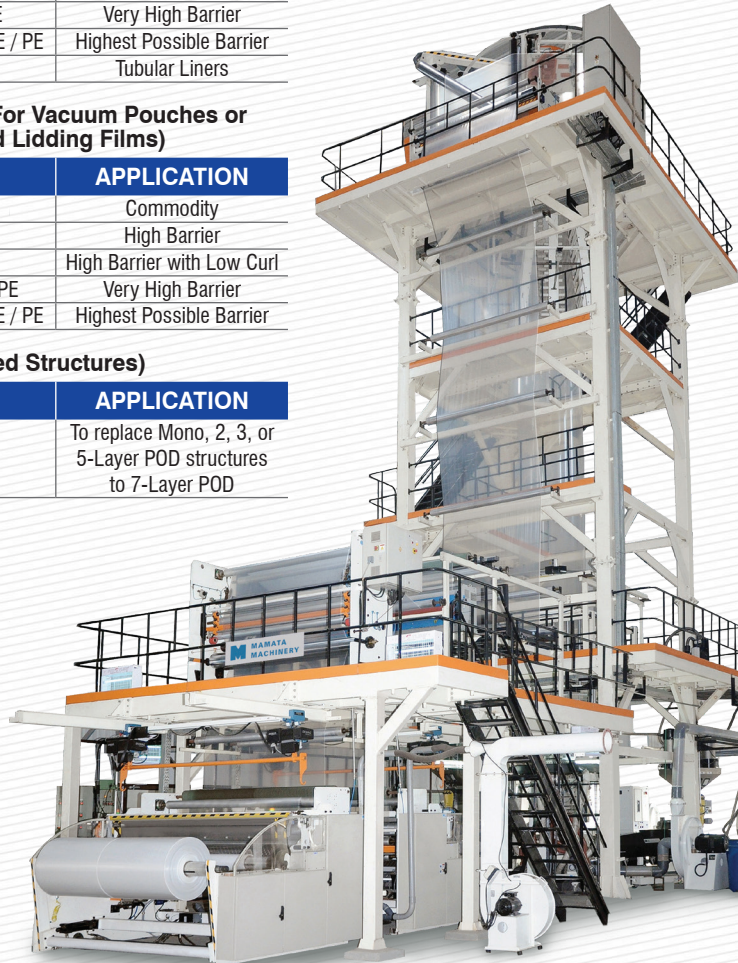 E Very High Barrier
E / PE Highest Possible Barrier
Tubular Liners
For Vacuum Pouches or
d Lidding Films)
APPLICATION
Commodity
High Barrier
High Barrier with Low Curl
PE Very High Barrier
E / PE Highest Possible Barrier
ed Structures)
APPLICATION
To replace Mono, 2, 3, or
5-Layer POD structures
to 7-Layer POD
M MAMATA
MACHINERY